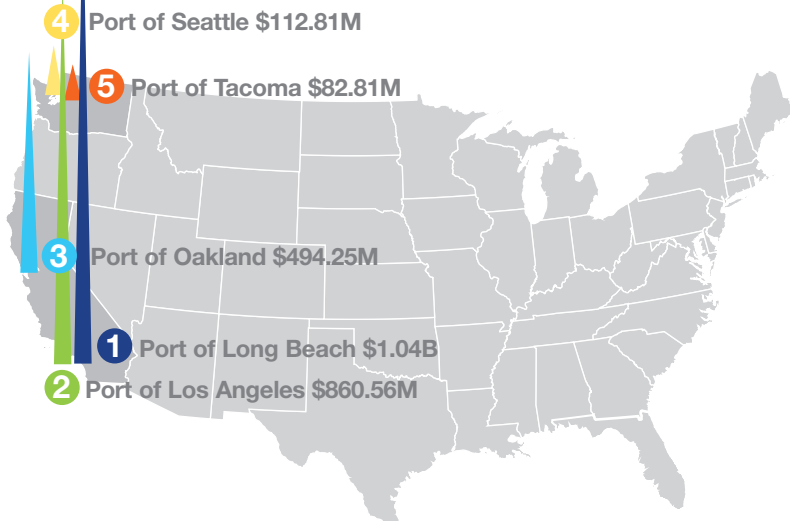 4 Port of Seattle $112.81M
5 Port of Tacoma $82.81M
3 Port of Oakland $494.25M
1 Port of Long Beach $1.04B
2 Port of Los Angeles $860.56M